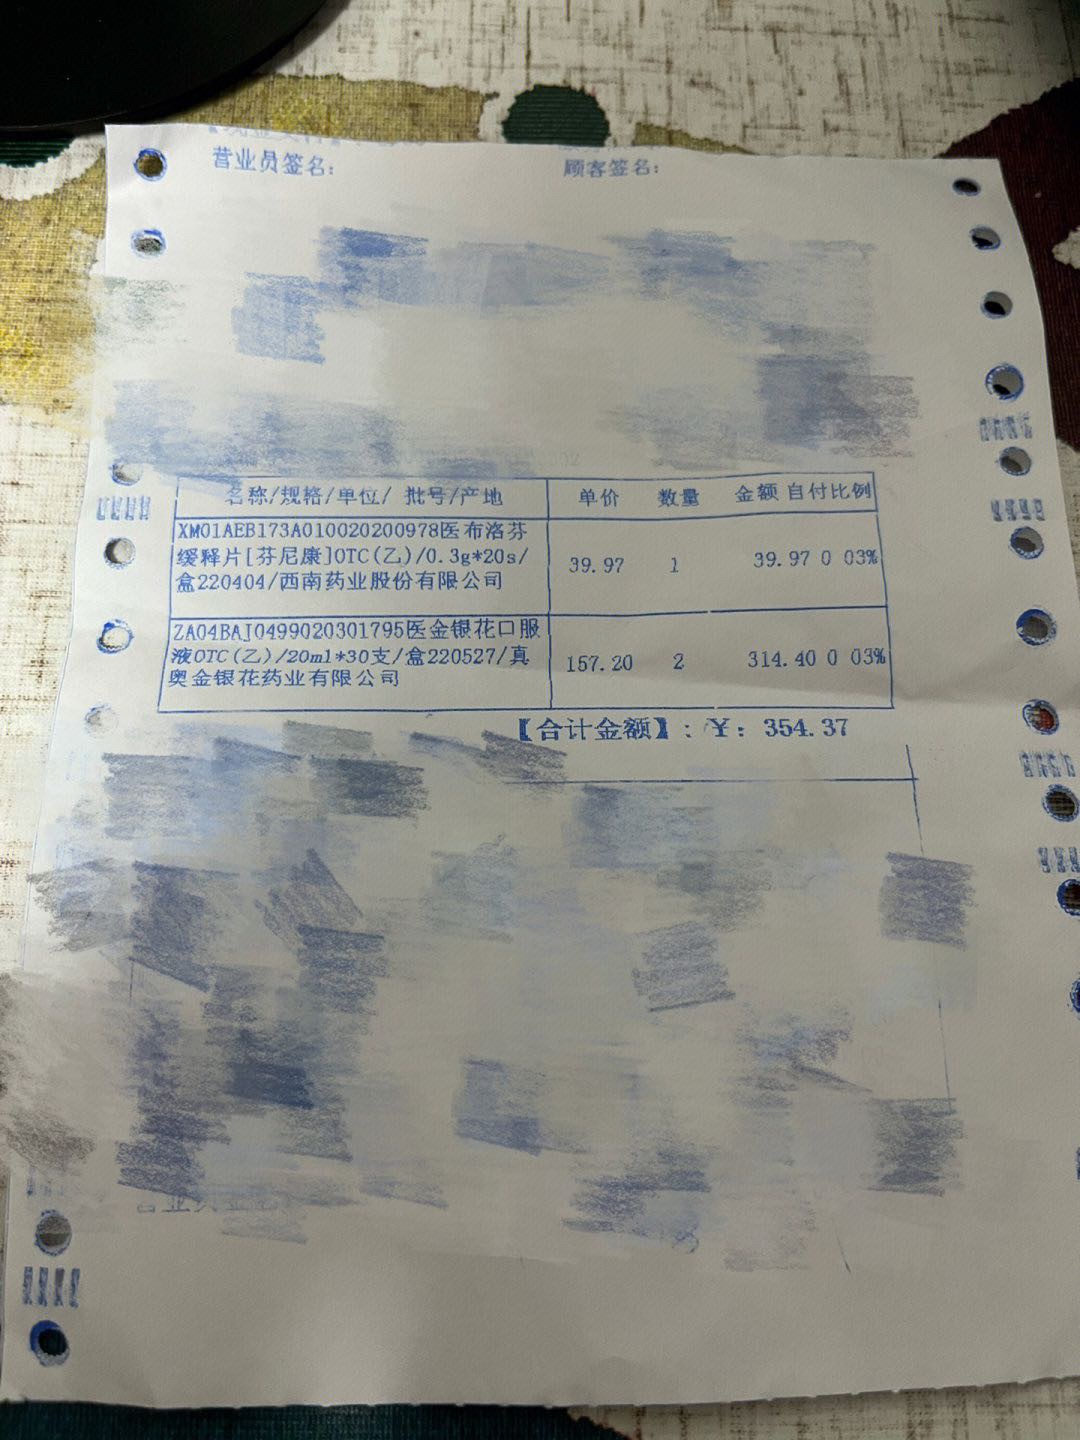 营业员签名: 顾客签名:
名称/规格/单位/ 批号/产地 单价 数量 金额 自付比例
XM01AEB173A010020200978医布洛芬
缓释片[芬尼康]OTC(乙)/0.3g*20s/ 39.97 1 39.97 0 03%
盒220404/西南药业股份有限公司
ZA04BAJ0499020301795医金银花口服
液OTC(乙)/20ml*30支/盒220527/真 157.20 2 314.40 0 03%
奥金银花药业有限公司
【合计金额】:/¥: 354.37